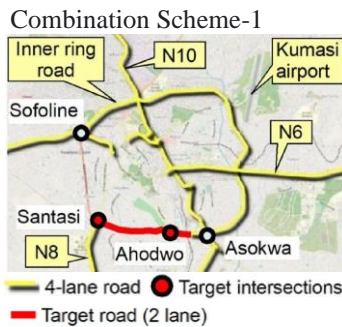 Combination Scheme-1
Inner ring
road
N10
Kumasi
airport
Sofoline
N6
Santasi
Ahodwo
Asokwa
N8
4-lane road
Target intersections
Target road (2 lane)